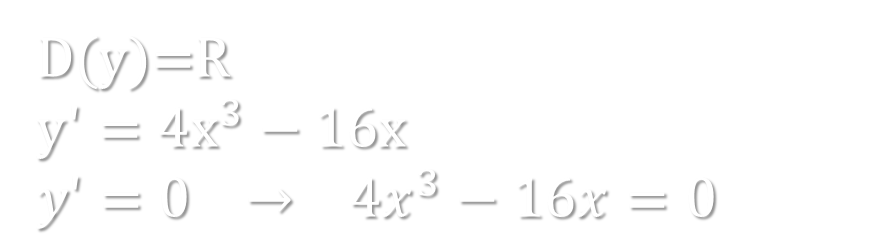 D(y)=R
y' = 4x³ − 16x
y' = 0 → 4x³ − 16x = 0